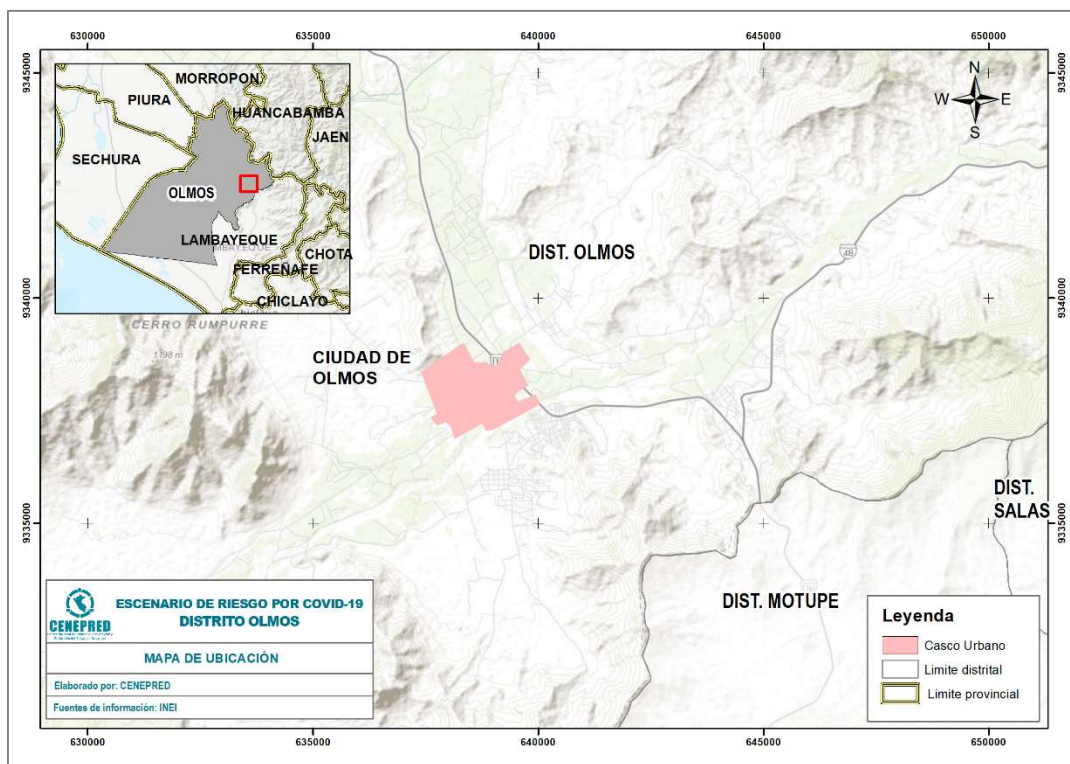 630000
635000
640000
645000
650000
9345000
9345000
MORROPON
PIURA
HUANCABAMBA
JAEN
SECHURA
OLMOS
LAMBAYEQUE
CHOTA
FERREÑAFE
CHICLAYO
N
W
E
S
4B
DIST. OLMOS
9340000
9340000
CERRO RUMPURRE
1198 m
CIUDAD DE
OLMOS
DIST.
SALAS
9335000
9335000
DIST. MOTUPE
CENEPRED
ESCENARIO DE RIESGO POR COVID-19
DISTRITO OLMOS
MAPA DE UBICACIÓN
Elaborado por: CENEPRED
Fuentes de información: INEI
Leyenda
Casco Urbano
Limite distrital
Limite provincial
630000
635000
640000
645000
650000